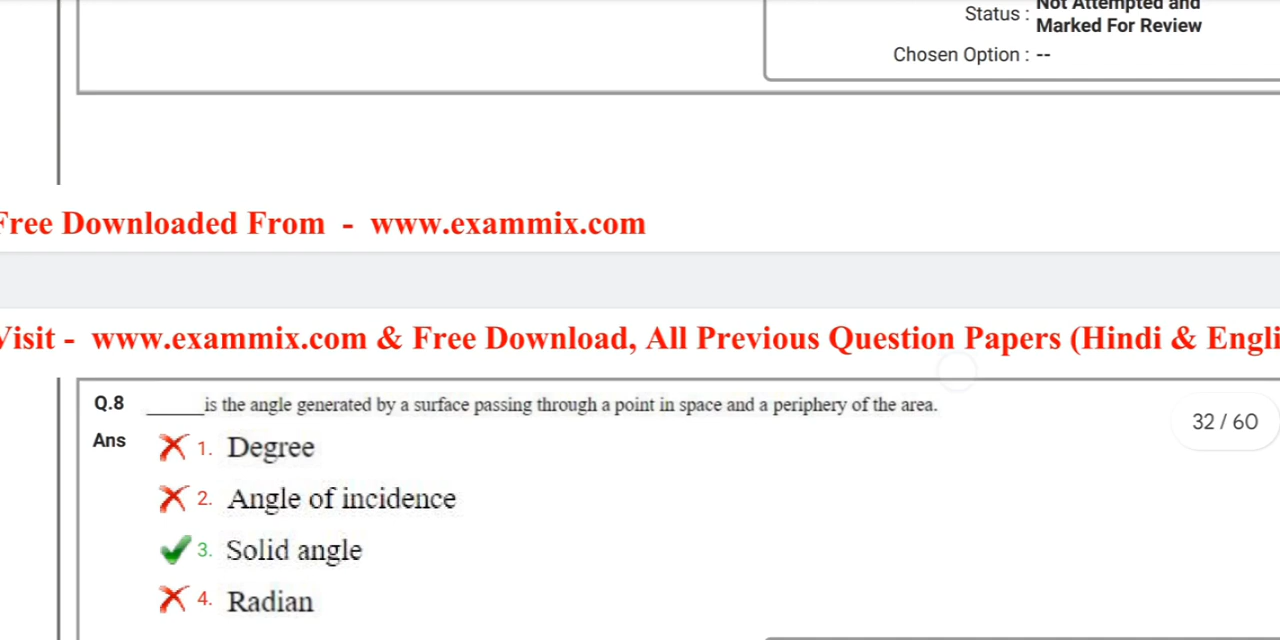 Status : Not Attempted and
Marked For Review
Chosen Option : --
Free Downloaded From - www.exammix.com
Visit - www.exammix.com & Free Download, All Previous Question Papers (Hindi & Engli
Q.8 ______is the angle generated by a surface passing through a point in space and a periphery of the area.
32 / 60
Ans 1. Degree
2. Angle of incidence
3. Solid angle
4. Radian